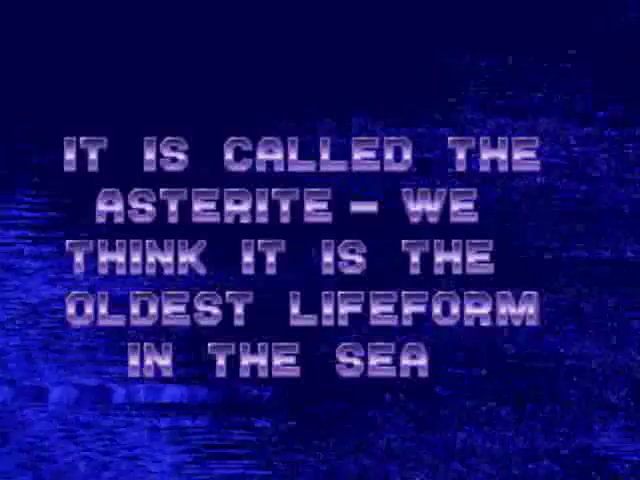 IT IS CALLED THE
ASTERITE – WE
THINK IT IS THE
OLDEST LIFEFORM
IN THE SEA